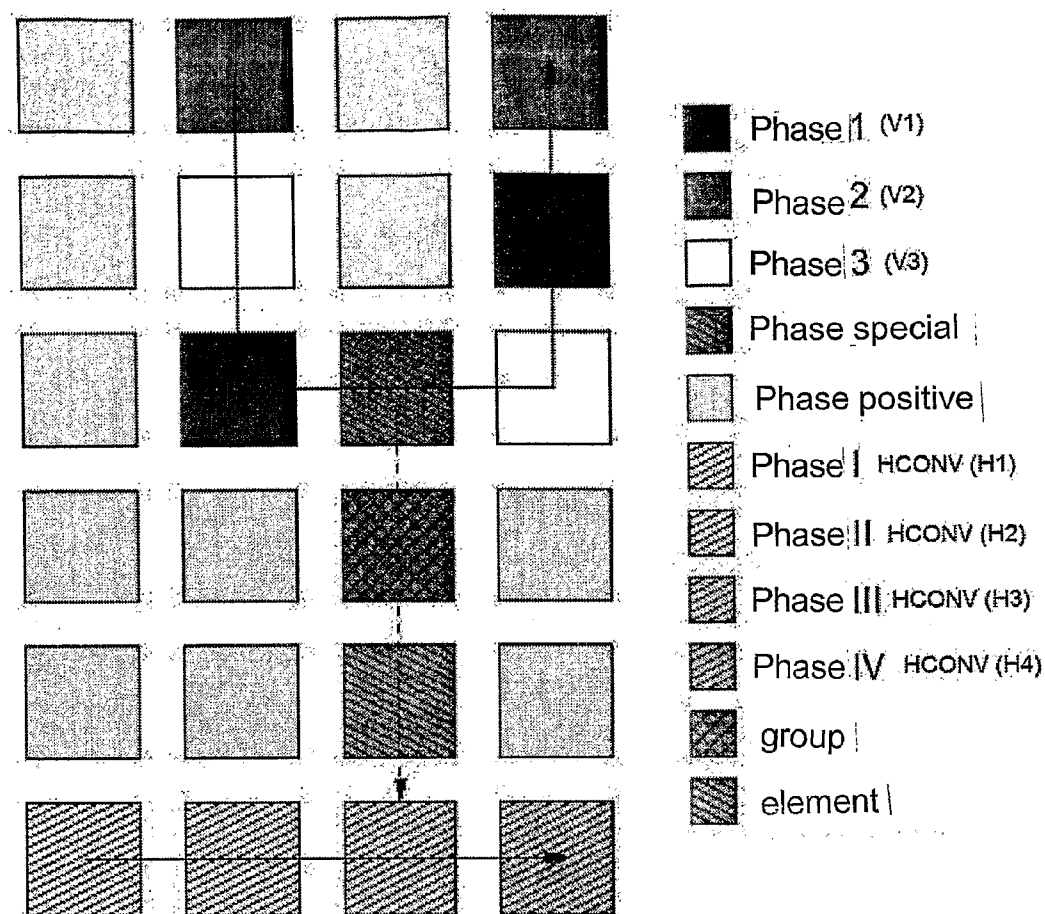 Phase 1 (V1)
Phase 2 (V2)
Phase 3 (V3)
Phase special
Phase positive
Phase I HCONV (H1)
Phase II HCONV (H2)
Phase III HCONV (H3)
Phase IV HCONV (H4)
group
element